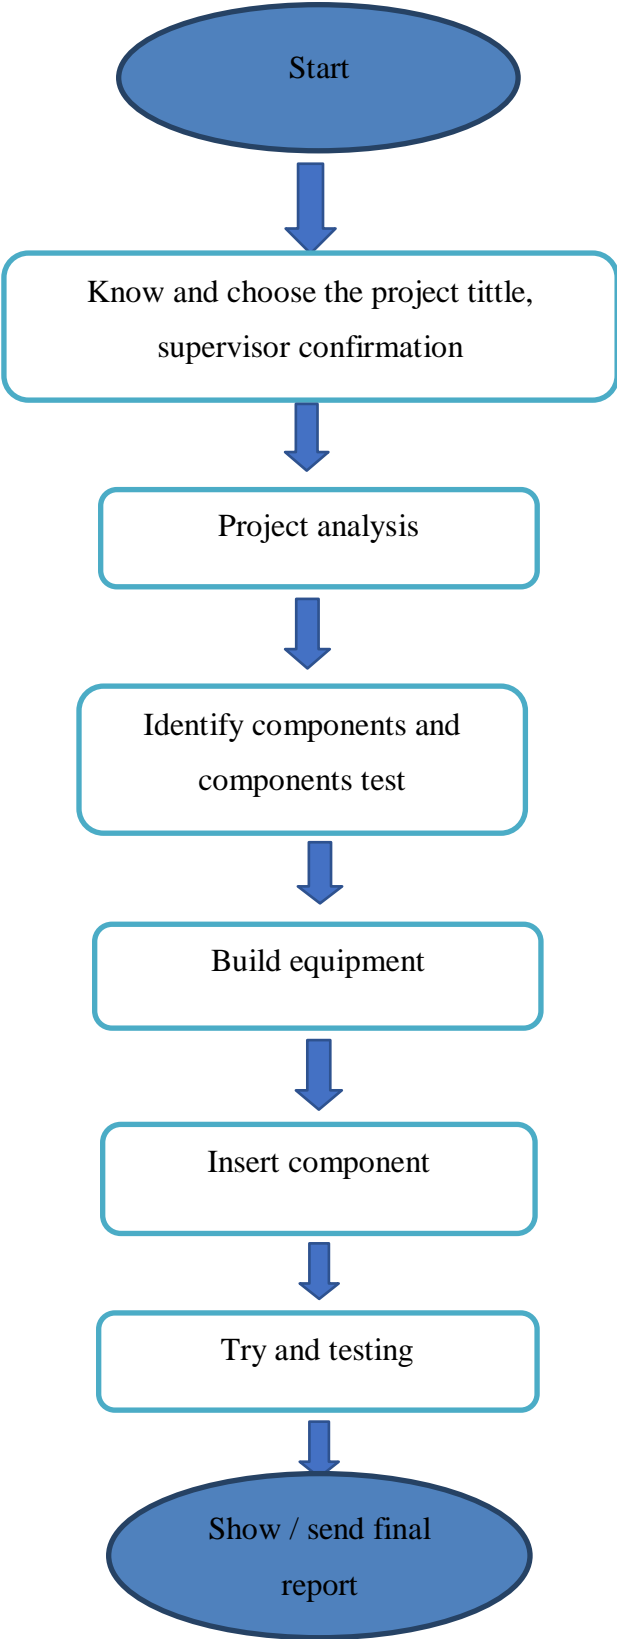 Start
Know and choose the project tittle,
supervisor confirmation
Project analysis
Identify components and
components test
Build equipment
Insert component
Try and testing
Show / send final
report